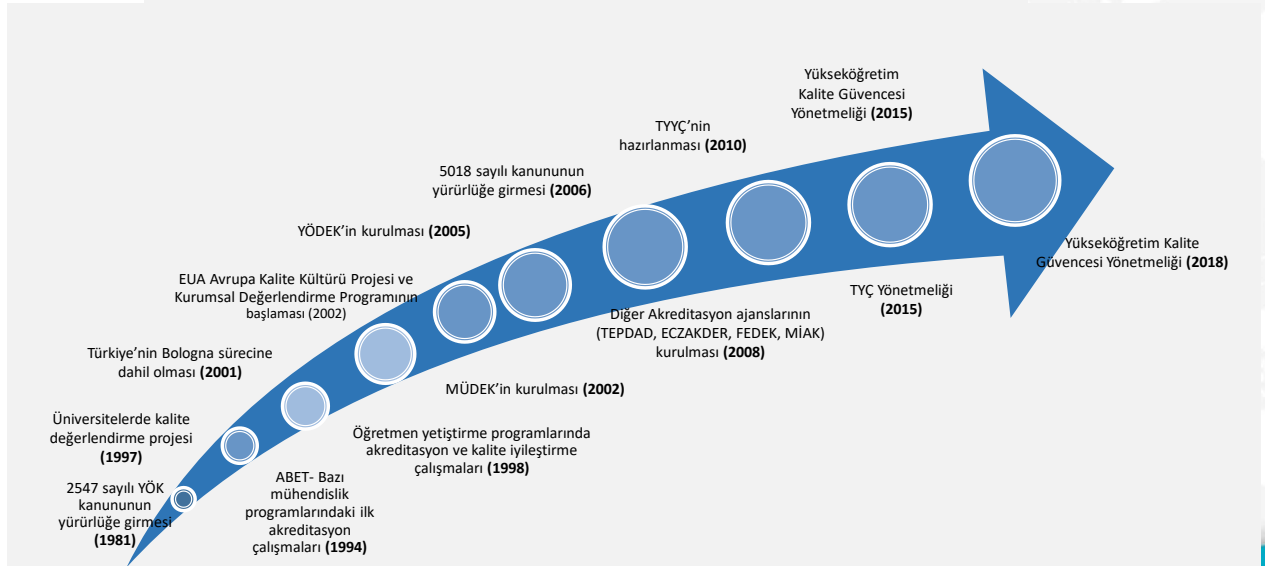 Yükseköğretim
Kalite Güvencesi
Yönetmeliği (2015)
TYYÇ’nin
hazırlanması (2010)
5018 sayılı kanununun
yürürlüğe girmesi (2006)
YÖDEK’in kurulması (2005)
EUA Avrupa Kalite Kültürü Projesi ve
Kurumsal Değerlendirme Programının
başlaması (2002)
Türkiye’nin Bologna sürecine
dahil olması (2001)
Üniversitelerde kalite
değerlendirme projesi
(1997)
2547 sayılı YÖK
kanununun
yürürlüğe girmesi
(1981)
ABET- Bazı
mühendislik
programlarındaki ilk
akreditasyon
çalışmaları (1994)
Öğretmen yetiştirme programlarında
akreditasyon ve kalite iyileştirme
çalışmaları (1998)
MÜDEK’in kurulması (2002)
Diğer Akreditasyon ajanslarının
(TEPDAD, ECZAKDER, FEDEK, MİAK)
kurulması (2008)
TYÇ Yönetmeliği
(2015)
Yükseköğretim Kalite
Güvencesi Yönetmeliği (2018)